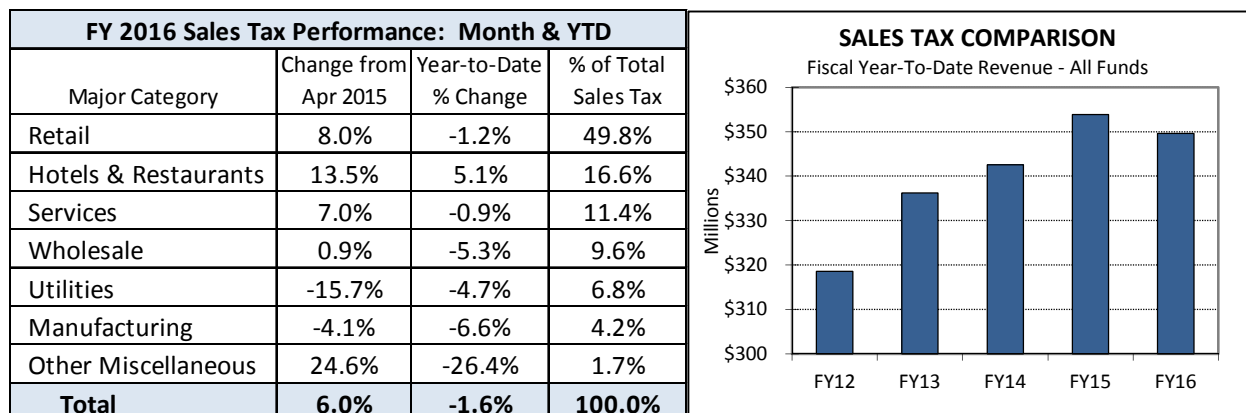 FY 2016 Sales Tax Performance: Month & YTD
Change from Year-to-Date % of Total
Major Category Apr 2015 % Change Sales Tax
Retail 8.0% -1.2% 49.8%
Hotels & Restaurants 13.5% 5.1% 16.6%
Services 7.0% -0.9% 11.4%
Wholesale 0.9% -5.3% 9.6%
Utilities -15.7% -4.7% 6.8%
Manufacturing -4.1% -6.6% 4.2%
Other Miscellaneous 24.6% -26.4% 1.7%
Total 6.0% -1.6% 100.0%
SALES TAX COMPARISON
Fiscal Year-To-Date Revenue - All Funds
Millions
$360
$350
$340
$330
$320
$310
$300
FY12 FY13 FY14 FY15 FY16